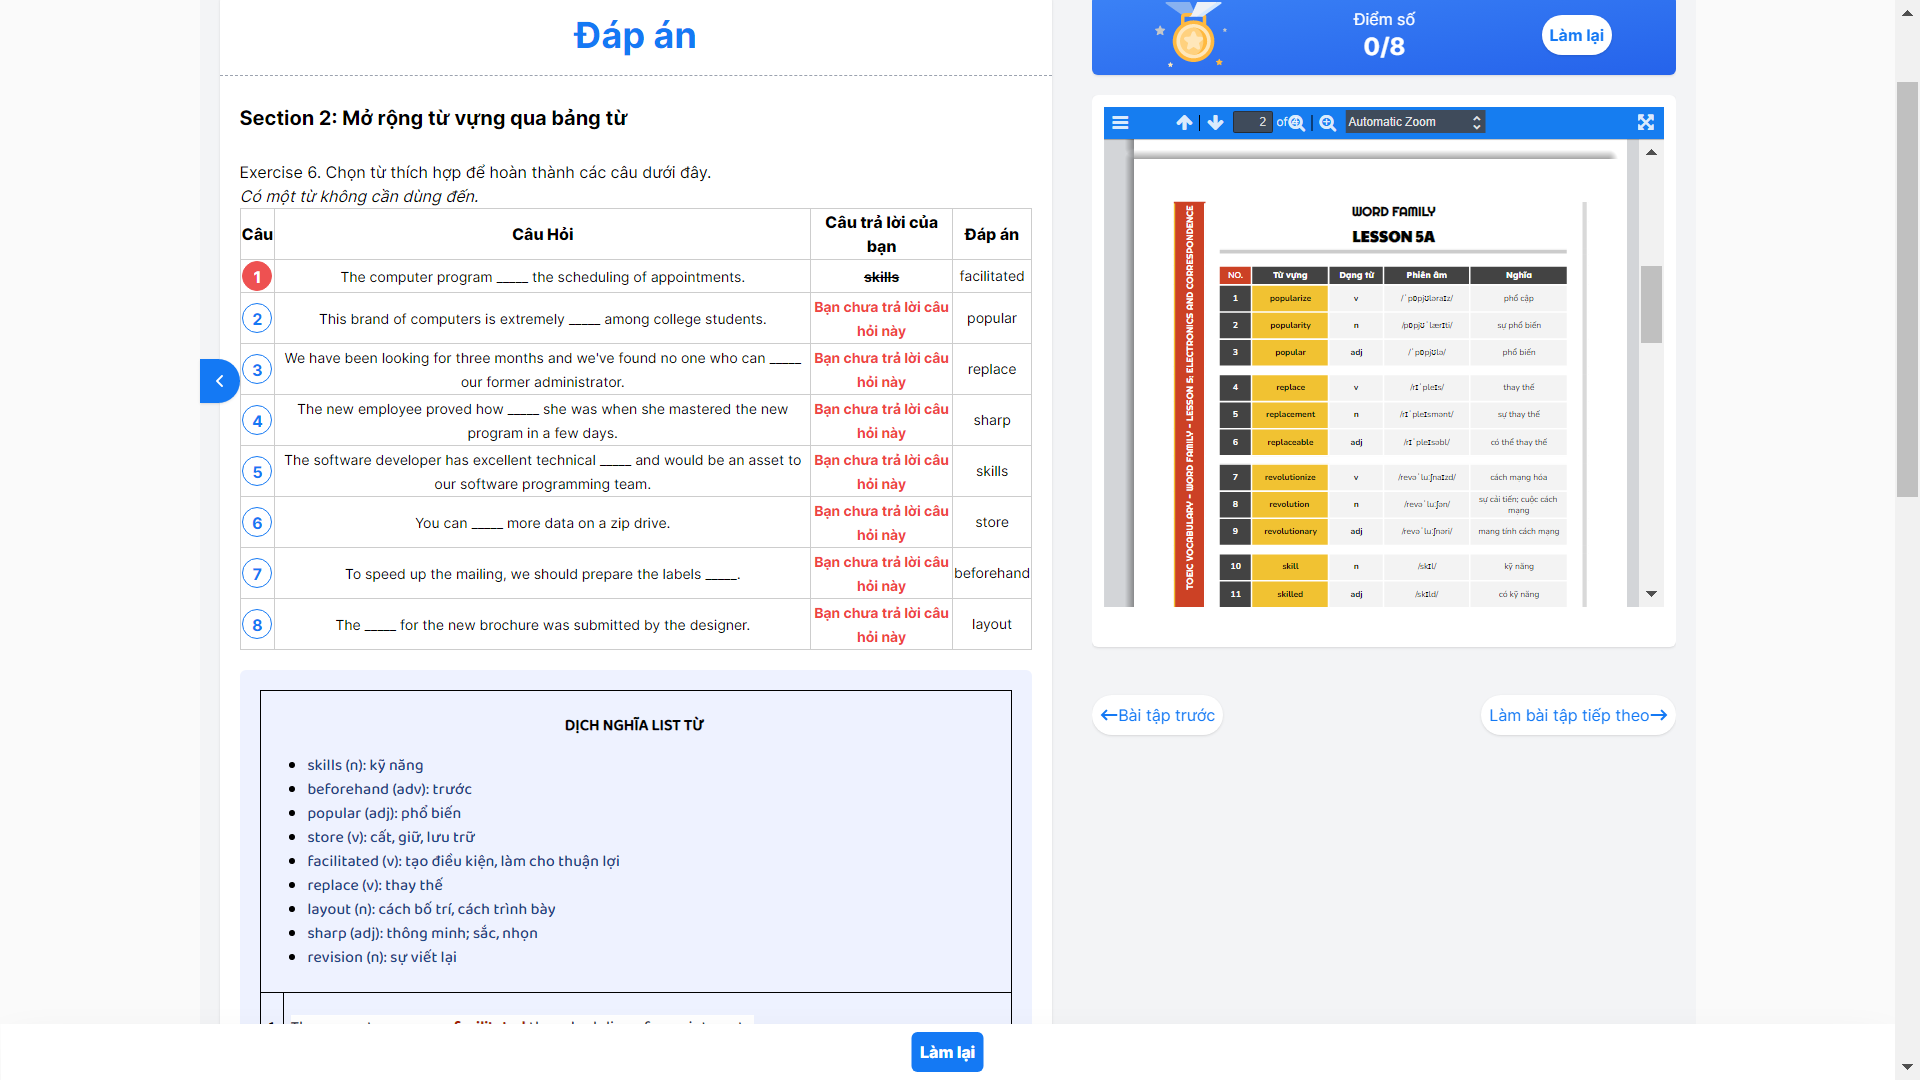 Đáp án
Section 2: Mở rộng từ vựng qua bảng từ
Exercise 6. Chọn từ thích hợp để hoàn thành các câu dưới đây.
Có một từ không cần dùng đến.
Câu Câu Hỏi Câu trả lời của bạn Đáp án
1 The computer program _____ the scheduling of appointments. skills facilitated
2 This brand of computers is extremely _____ among college students. Bạn chưa trả lời câu hỏi này popular
3 We have been looking for three months and we've found no one who can _____ our former administrator. Bạn chưa trả lời câu hỏi này replace
4 The new employee proved how _____ she was when she mastered the new program in a few days. Bạn chưa trả lời câu hỏi này sharp
5 The software developer has excellent technical _____ and would be an asset to our software programming team. Bạn chưa trả lời câu hỏi này skills
6 You can _____ more data on a zip drive. Bạn chưa trả lời câu hỏi này store
7 To speed up the mailing, we should prepare the labels _____. Bạn chưa trả lời câu hỏi này beforehand
8 The _____ for the new brochure was submitted by the designer. Bạn chưa trả lời câu hỏi này layout
DỊCH NGHĨA LIST TỪ
skills (n): kỹ năng
beforehand (adv): trước
popular (adj): phổ biến
store (v): cất, giữ, lưu trữ
facilitated (v): tạo điều kiện, làm cho thuận lợi
replace (v): thay thế
layout (n): cách bố trí, cách trình bày
sharp (adj): thông minh; sắc, nhọn
revision (n): sự viết lại
Điểm số
0/8
Làm lại
2 of Automatic Zoom
TOEIC VOCABULARY - WORD FAMILY - LESSON 5: ELECTRONICS AND CORRESPONDENCE
WORD FAMILY
LESSON 5A
NO. Từ vựng Dạng từ Phiên âm Nghĩa
1 popularize v /ˈpɒpjʊləraɪz/ phổ cập
2 popularity n /pɒpjʊˈlærɪti/ sự phổ biến
3 popular adj /ˈpɒpjʊlə/ phổ biến
4 replace v /rɪˈpleɪs/ thay thế
5 replacement n /rɪˈpleɪsmənt/ sự thay thế
6 replaceable adj /rɪˈpleɪsəbl/ có thể thay thế
7 revolutionize v /revəˈluːʃnaɪzd/ cách mạng hóa
8 revolution n /revəˈluːʃən/ sự cải tiến; cuộc cách mạng
9 revolutionary adj /revəˈluːʃnəri/ mang tính cách mạng
10 skill n /skɪl/ kỹ năng
11 skilled adj /skɪld/ có kỹ năng
Bài tập trước
Làm bài tập tiếp theo
Làm lại